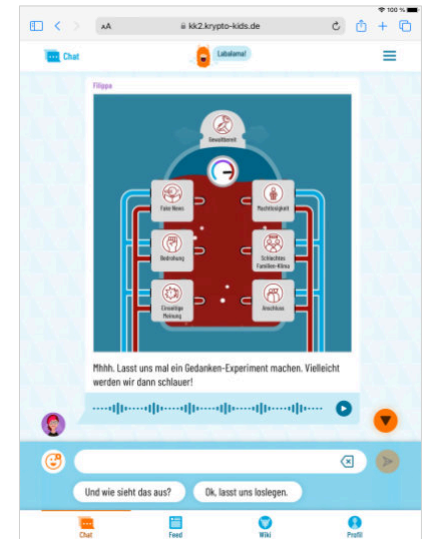 100 %
AA kk2.krypto-kids.de
Chat Labalama!
Filippa
Gewaltbereit
Fake News Machtlosigkeit
Bedrohung Schlechtes
Familien-Klima
Einseitige Anschluss
Meinung
Mhhh. Lasst uns mal ein Gedanken-Experiment machen. Vielleicht
werden wir dann schlauer!
Und wie sieht das aus? Ok, lasst uns loslegen.
Chat Feed Wiki Profil